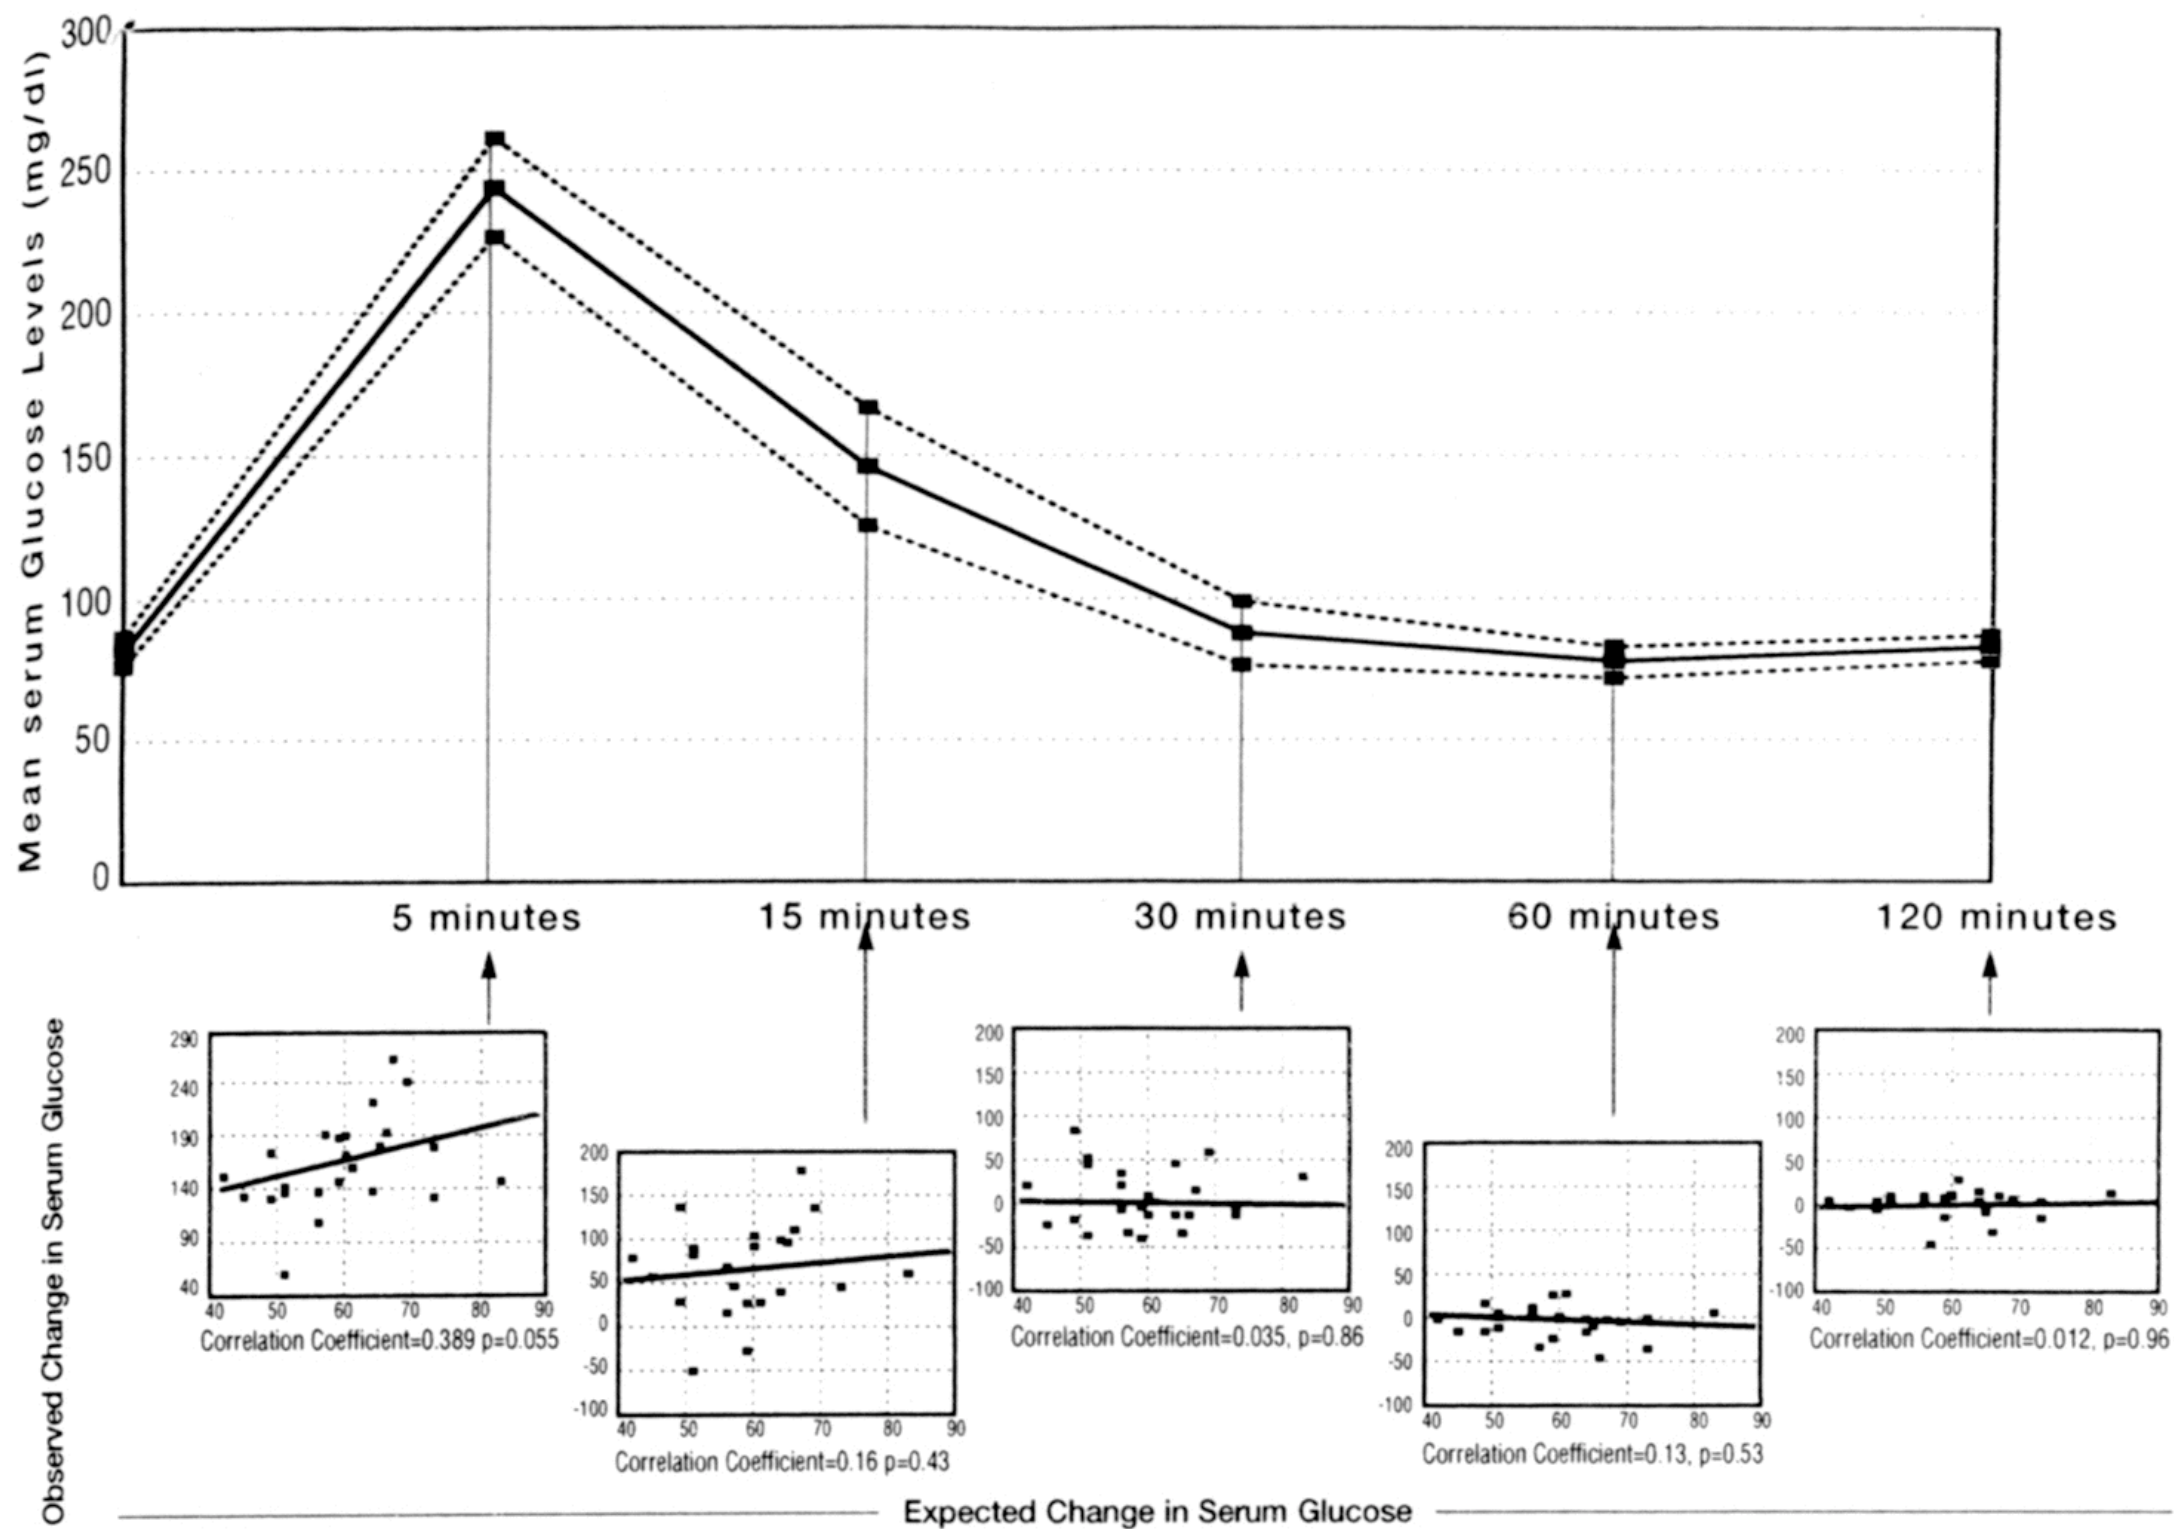 Mean serum Glucose Levels (mg/dl)
300
250
200
150
100
50
0
5 minutes 15 minutes 30 minutes 60 minutes 120 minutes
Observed Change in Serum Glucose
290
240
190
140
90
40
40 50 60 70 80 90
Correlation Coefficient=0.389 p=0.055
200
150
100
50
0
-50
-100
40 50 60 70 80 90
Correlation Coefficient=0.16 p=0.43
200
150
100
50
0
-50
-100
40 50 60 70 80 90
Correlation Coefficient=0.035, p=0.86
200
150
100
50
0
-50
-100
40 50 60 70 80 90
Correlation Coefficient=0.13, p=0.53
200
150
100
50
0
-50
-100
40 50 60 70 80 90
Correlation Coefficient=0.012, p=0.96
Expected Change in Serum Glucose